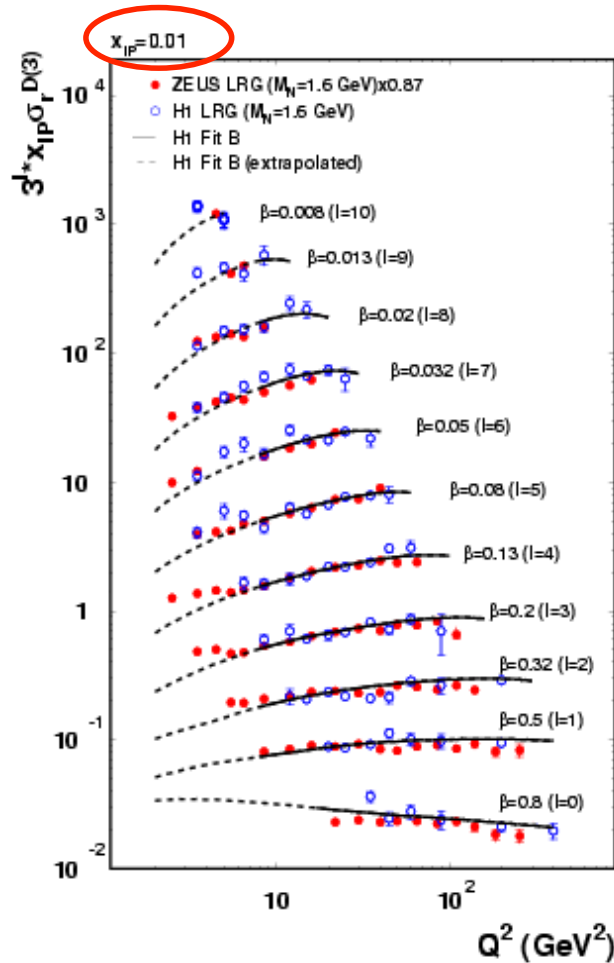 x_IP=0.01
ZEUS LRG (M_N=1.6 GeV)x0.87
H1 LRG (M_N=1.6 GeV)
H1 Fit B
H1 Fit B (extrapolated)
3^l*x_IP σ_r^D(3)
10^4
10^3
10^2
10
1
10^-1
10^-2
β=0.008 (l=10)
β=0.013 (l=9)
β=0.02 (l=8)
β=0.032 (l=7)
β=0.05 (l=6)
β=0.08 (l=5)
β=0.13 (l=4)
β=0.2 (l=3)
β=0.32 (l=2)
β=0.5 (l=1)
β=0.8 (l=0)
10
10^2
Q^2 (GeV^2)